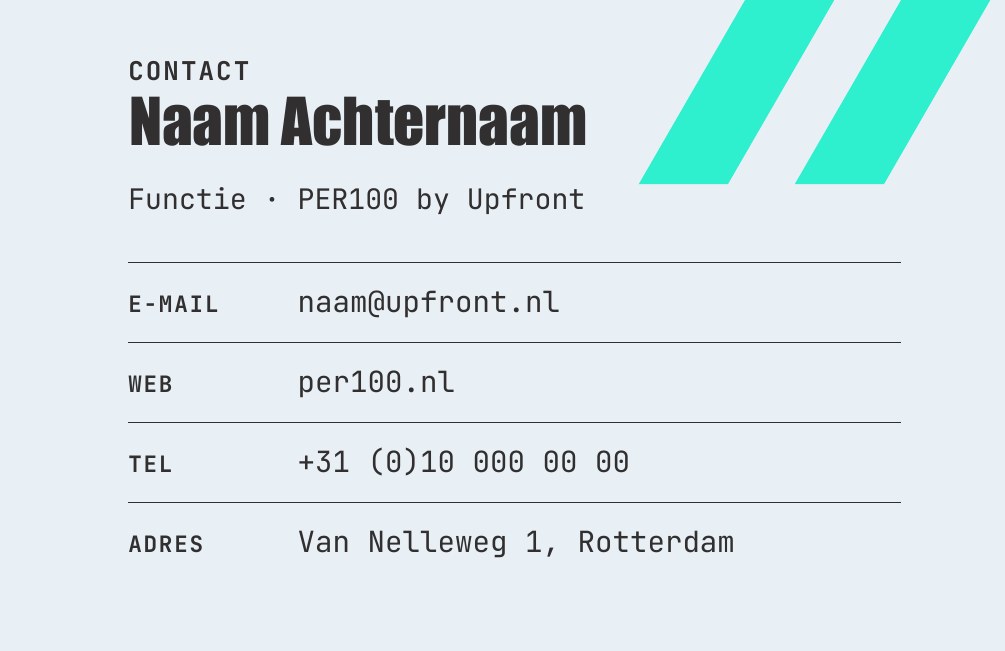 CONTACT
Naam Achternaam
Functie · PER100 by Upfront
E-MAIL naam@upfront.nl
WEB per100.nl
TEL +31 (0)10 000 00 00
ADRES Van Nelleweg 1, Rotterdam